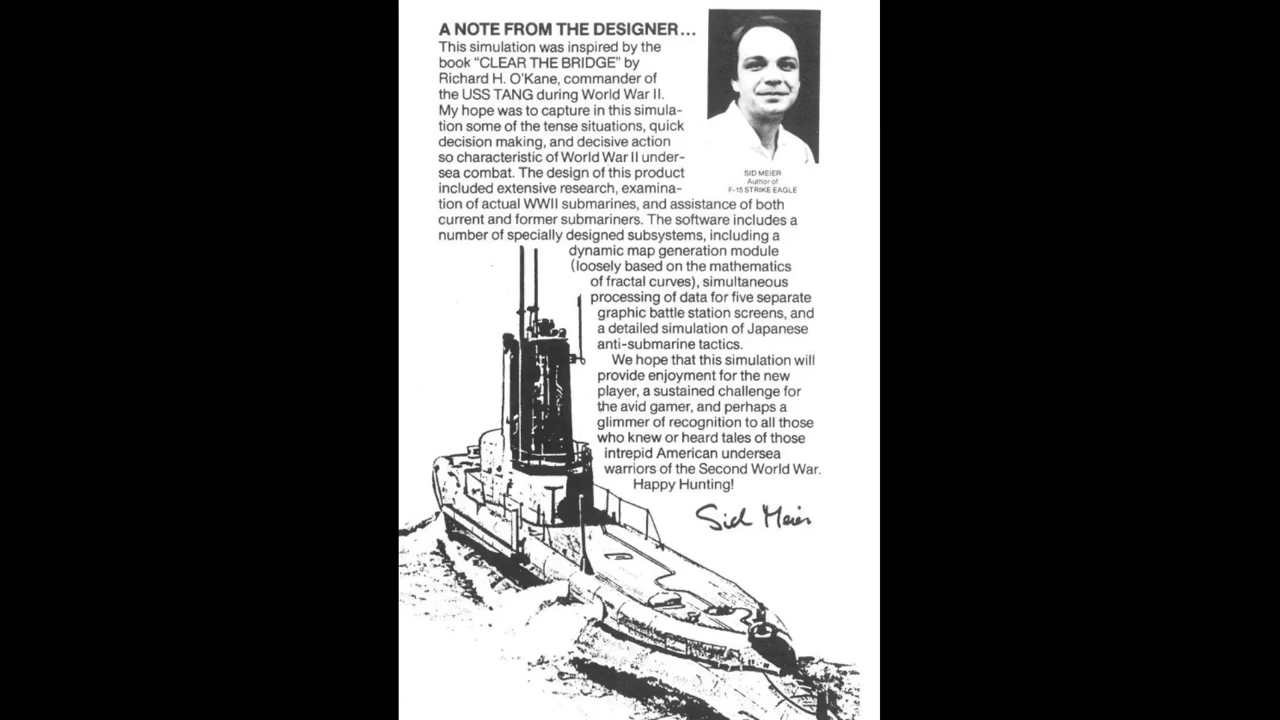 A NOTE FROM THE DESIGNER...
This simulation was inspired by the
book “CLEAR THE BRIDGE” by
Richard H. O’Kane, commander of
the USS TANG during World War II.
My hope was to capture in this simula-
tion some of the tense situations, quick
decision making, and decisive action
so characteristic of World War II under-
sea combat. The design of this product
included extensive research, examina-
tion of actual WWII submarines, and assistance of both
current and former submariners. The software includes a
number of specially designed subsystems, including a
dynamic map generation module
(loosely based on the mathematics
of fractal curves), simultaneous
processing of data for five separate
graphic battle station screens, and
a detailed simulation of Japanese
anti-submarine tactics.
We hope that this simulation will
provide enjoyment for the new
player, a sustained challenge for
the avid gamer, and perhaps a
glimmer of recognition to all those
who knew or heard tales of those
intrepid American undersea
warriors of the Second World War.
Happy Hunting!
Sid Meier
SID MEIER
Author of
F-15 STRIKE EAGLE